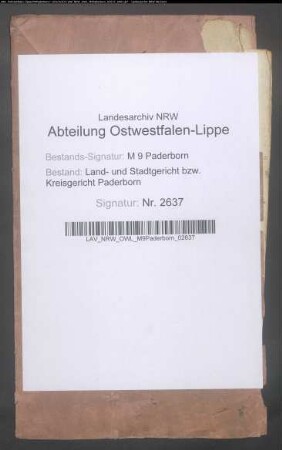 Landesarchiv NRW
Abteilung Ostwestfalen-Lippe
Bestands-Signatur: M 9 Paderborn
Bestand: Land- und Stadtgericht bzw.
Kreisgericht Paderborn
Signatur: Nr. 2637
LAV_NRW_OWL_M9Paderborn_02637